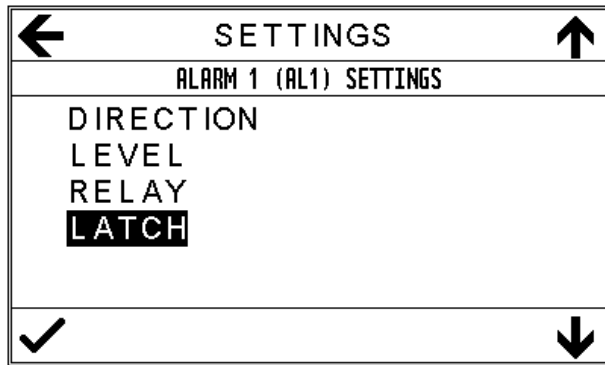 SETTINGS
ALARM 1 (AL1) SETTINGS
DIRECTION
LEVEL
RELAY
LATCH